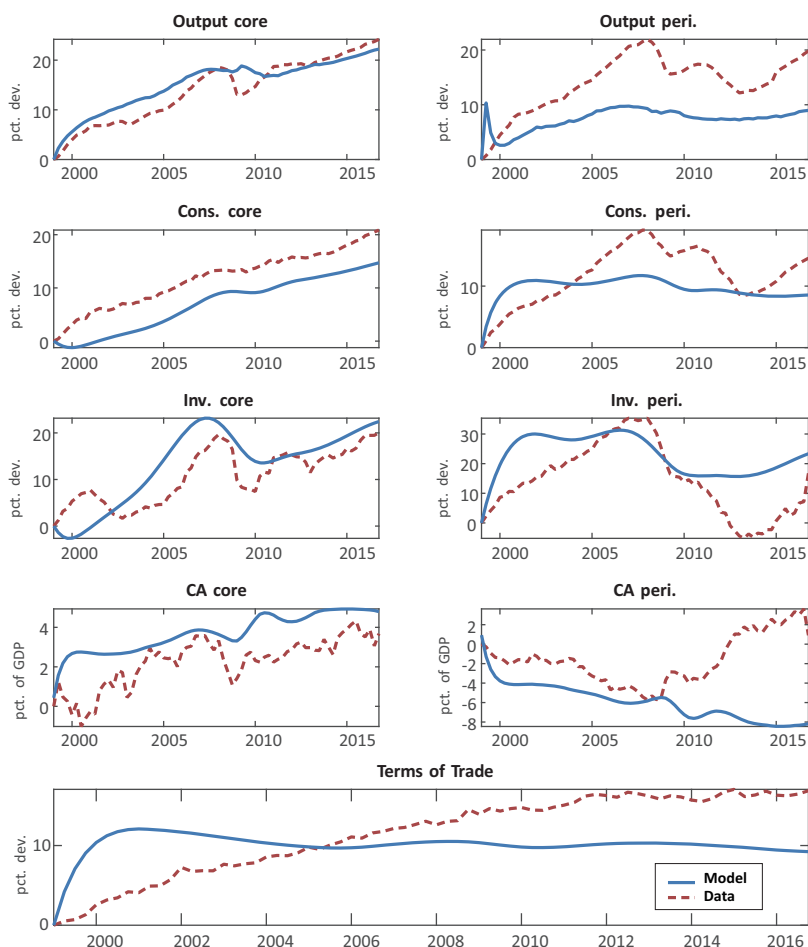 Output core
Output peri.
pct. dev.
20
10
0
2000 2005 2010 2015
pct. dev.
20
10
0
2000 2005 2010 2015
Cons. core
Cons. peri.
pct. dev.
20
10
0
2000 2005 2010 2015
pct. dev.
10
0
2000 2005 2010 2015
Inv. core
Inv. peri.
pct. dev.
20
10
0
2000 2005 2010 2015
pct. dev.
30
20
10
0
2000 2005 2010 2015
CA core
CA peri.
pct. of GDP
4
2
0
2000 2005 2010 2015
pct. of GDP
2
0
-2
-4
-6
-8
2000 2005 2010 2015
Terms of Trade
pct. dev.
10
0
2000 2002 2004 2006 2008 2010 2012 2014 2016
Model
Data